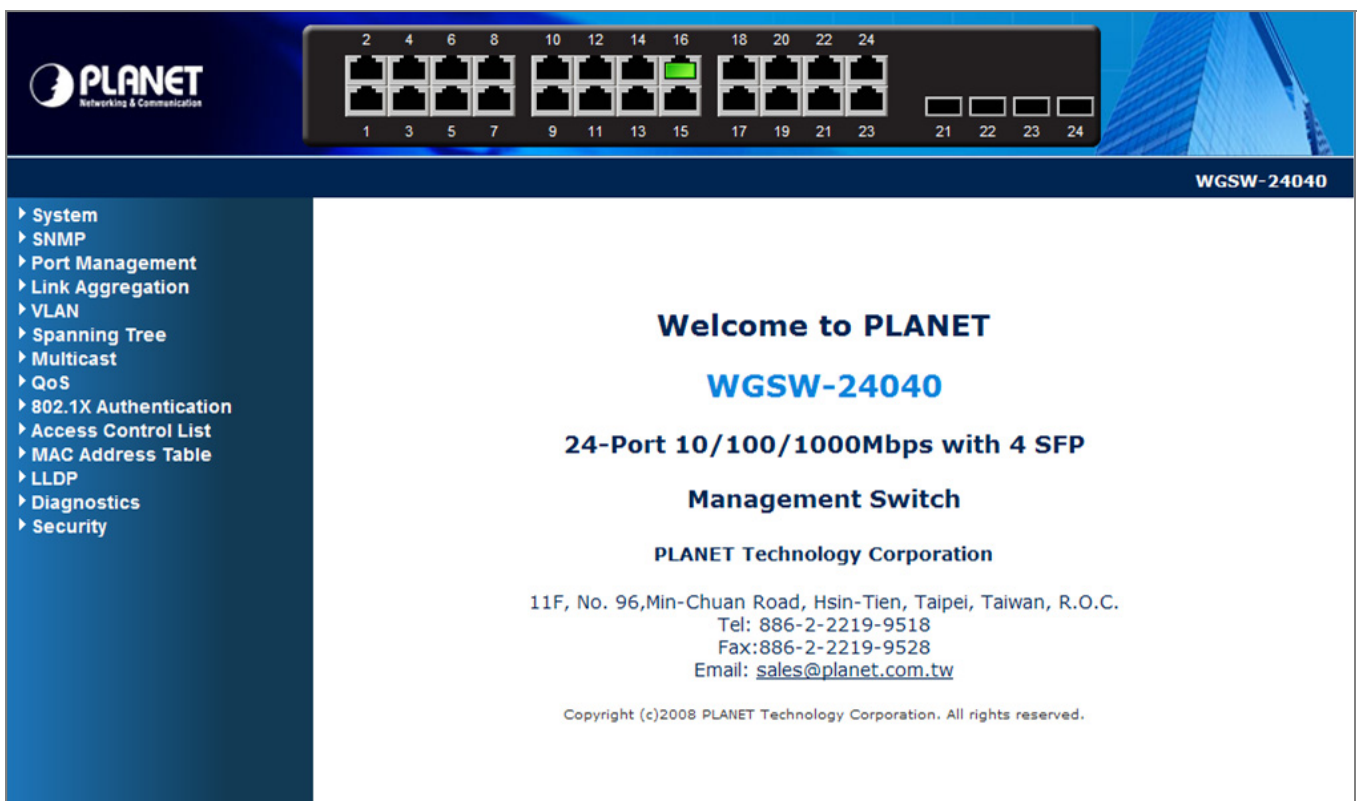 2 4 6 8 10 12 14 16 18 20 22 24
PLANET
Networking & Communication
1 3 5 7 9 11 13 15 17 19 21 23 21 22 23 24
WGSW-24040
System
SNMP
Port Management
Link Aggregation
VLAN
Spanning Tree
Multicast
QoS
802.1X Authentication
Access Control List
MAC Address Table
LLDP
Diagnostics
Security
Welcome to PLANET
WGSW-24040
24-Port 10/100/1000Mbps with 4 SFP
Management Switch
PLANET Technology Corporation
11F, No. 96,Min-Chuan Road, Hsin-Tien, Taipei, Taiwan, R.O.C.
Tel: 886-2-2219-9518
Fax:886-2-2219-9528
Email: sales@planet.com.tw
Copyright (c)2008 PLANET Technology Corporation. All rights reserved.